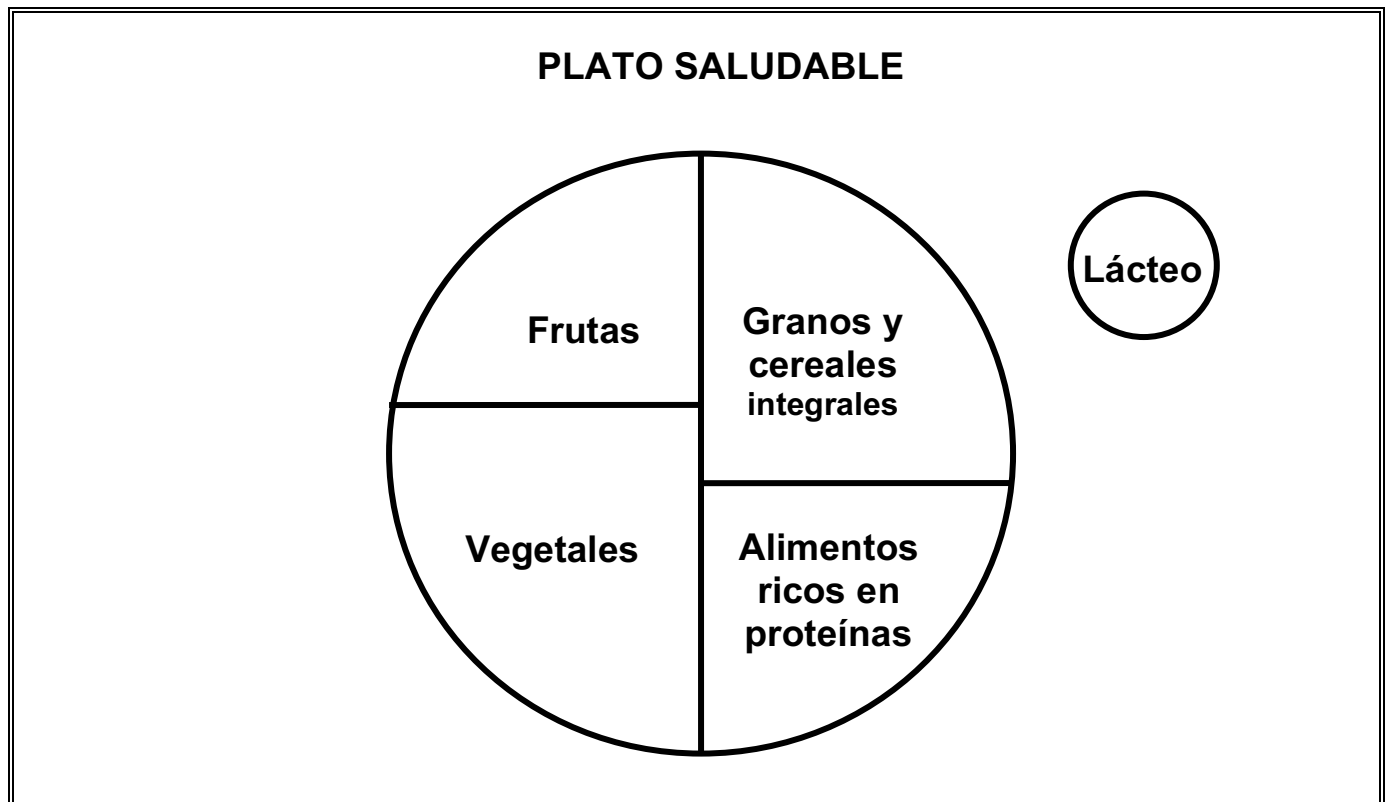 PLATO SALUDABLE
Frutas
Granos y
cereales
integrales
Lácteo
Vegetales
Alimentos
ricos en
proteínas